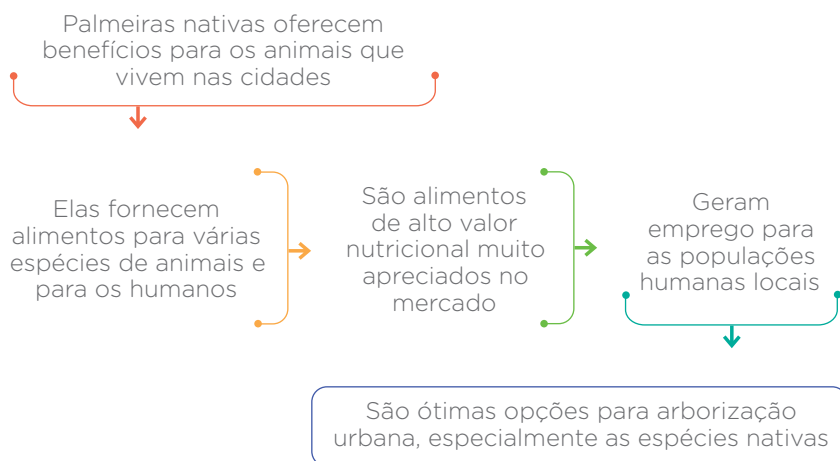 Palmeiras nativas oferecem
benefícios para os animais que
vivem nas cidades
Elas fornecem
alimentos para várias
espécies de animais e
para os humanos
São alimentos
de alto valor
nutricional muito
apreciados no
mercado
Geram
emprego para
as populações
humanas locais
São ótimas opções para arborização
urbana, especialmente as espécies nativas